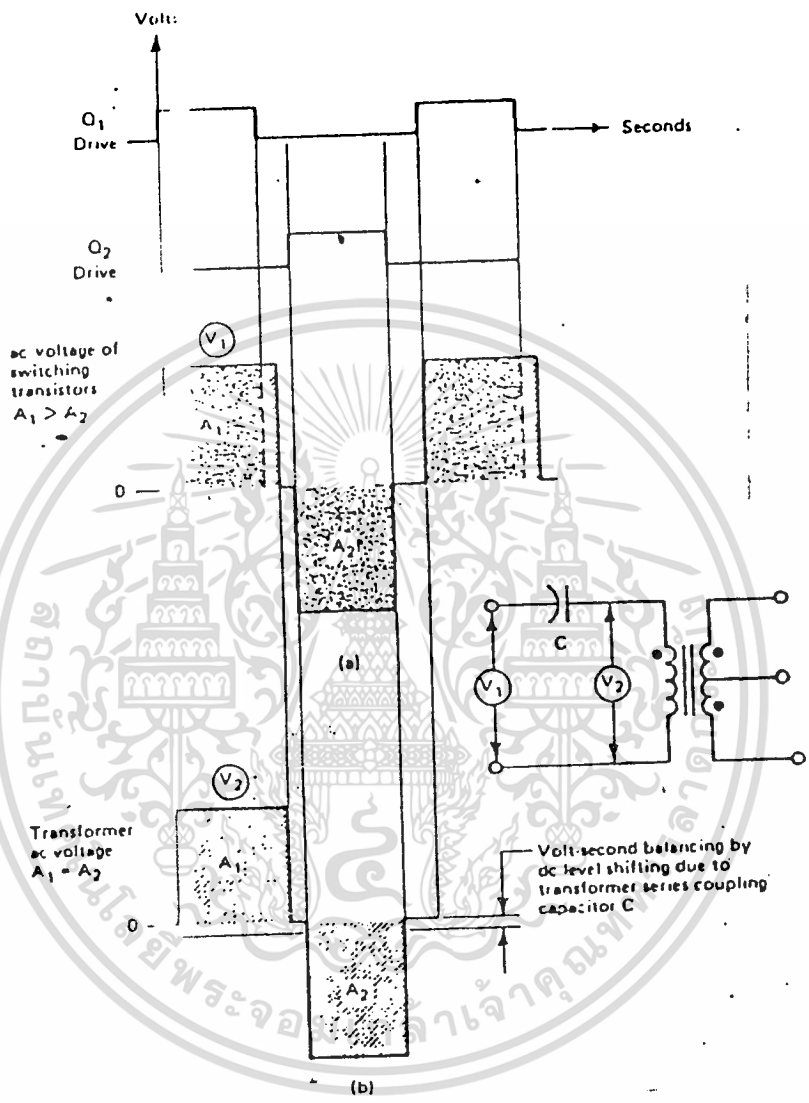 Volt:
Q1
Drive
Seconds
Q2
Drive
V1
ac voltage of
switching
transistors
A1 > A2
A1
0
A2
(a)
C
V1
V2
V2
Transformer
ac voltage
A1 = A2
A1
Volt-second balancing by
dc level shifting due to
transformer series coupling
capacitor C
0
A2
(b)